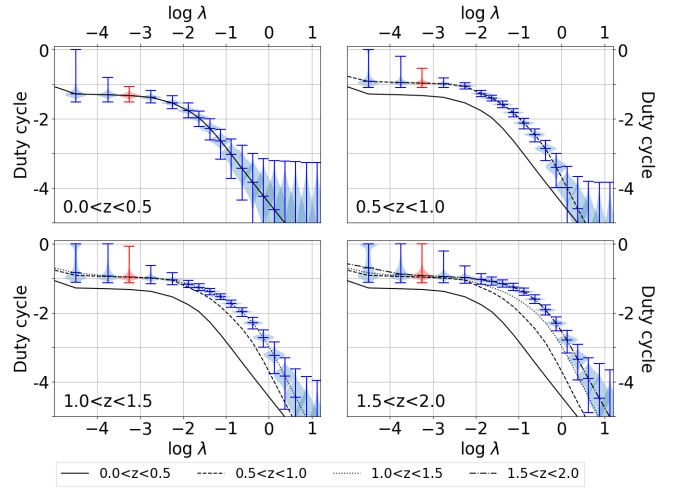 log λ log λ
−4 −3 −2 −1 0 1 −4 −3 −2 −1 0 1
0 0
−2 −2
−4 −4
Duty cycle Duty cycle
0.0<z<0.5 0.5<z<1.0
0 0
−2 −2
−4 −4
Duty cycle Duty cycle
1.0<z<1.5 1.5<z<2.0
−4 −3 −2 −1 0 1 −4 −3 −2 −1 0 1
log λ log λ
0.0<z<0.5 0.5<z<1.0 1.0<z<1.5 1.5<z<2.0